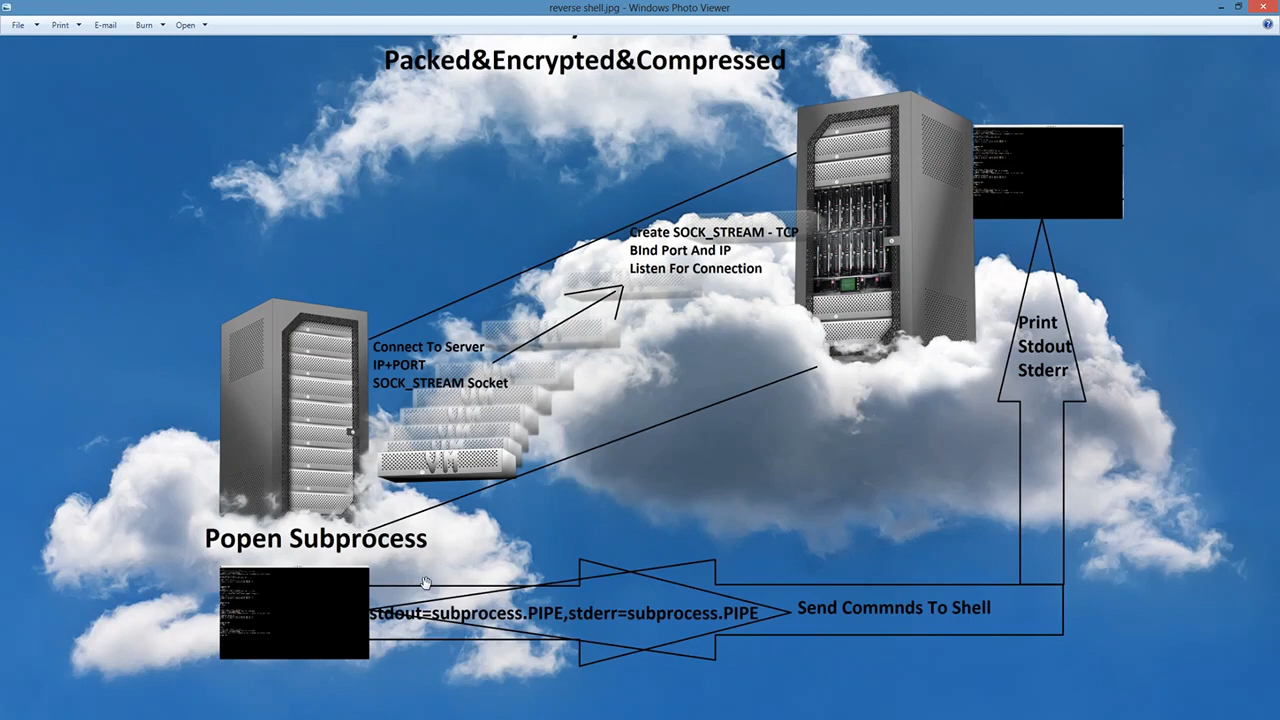 reverse shell.jpg - Windows Photo Viewer
File Print E-mail Burn Open
Packed&Encrypted&Compressed
Create SOCK_STREAM - TCP
BInd Port And IP
Listen For Connection
Connect To Server
IP+PORT
SOCK_STREAM Socket
Print
Stdout
Stderr
Popen Subprocess
stdout=subprocess.PIPE,stderr=subprocess.PIPE
Send Commnds To Shell